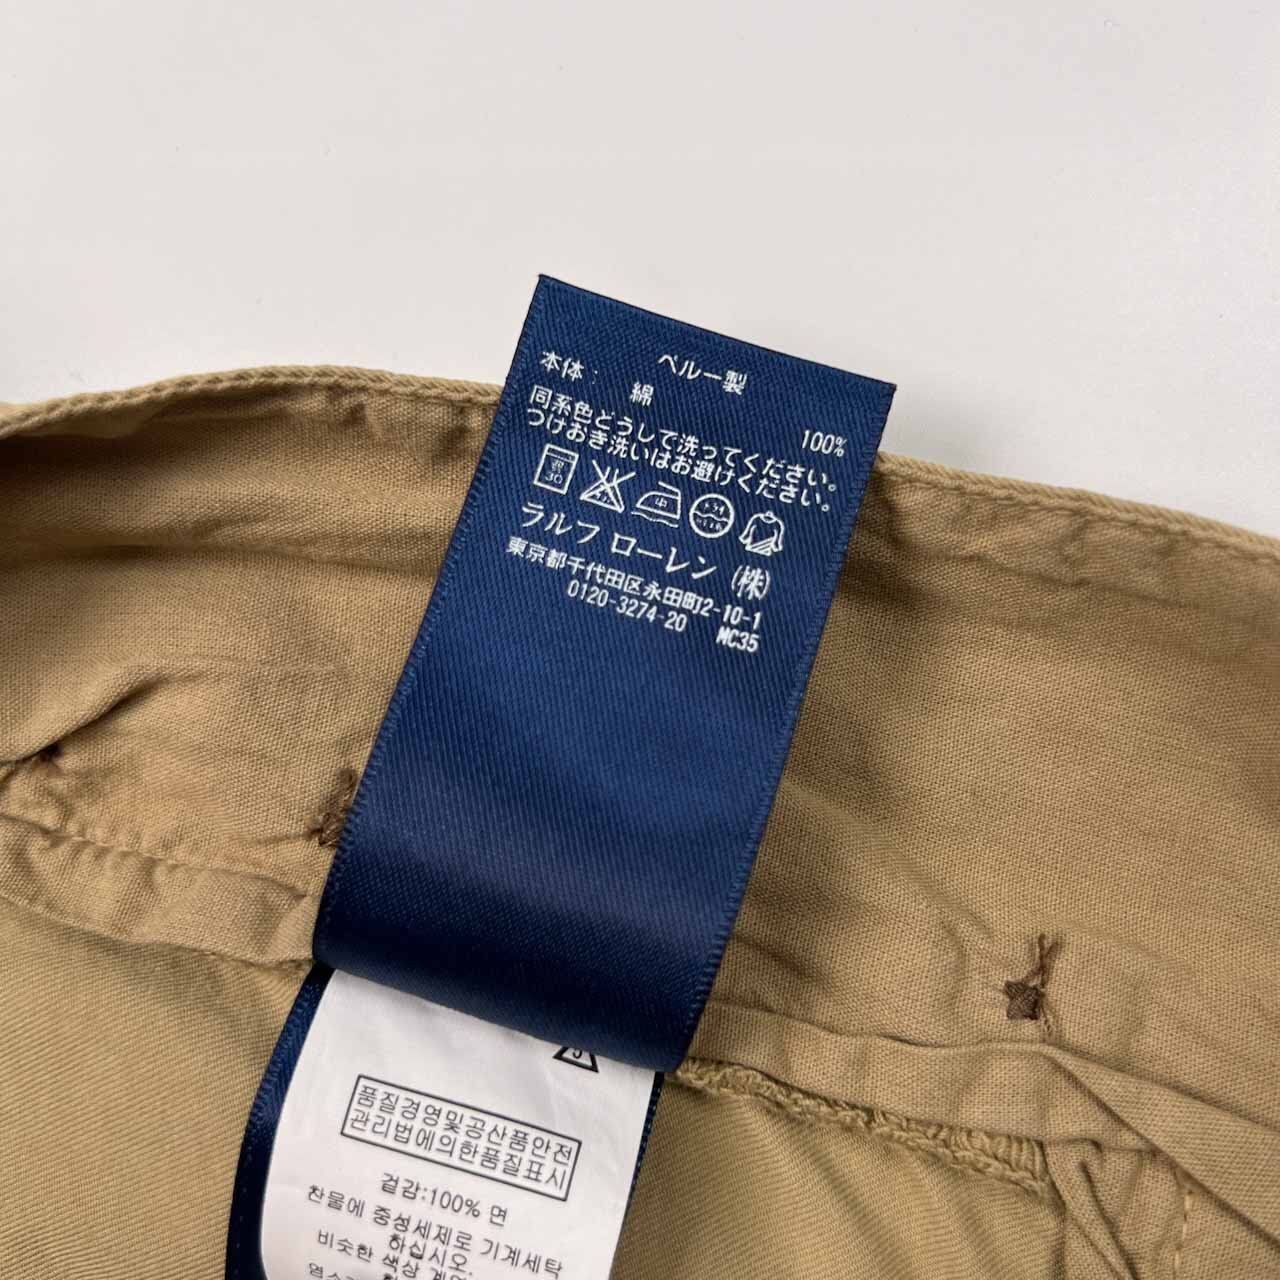 ペルー製
本体: 綿 100%
同系色どうしで洗ってください。
つけおき洗いはお避けください。
30 中
ラルフ ローレン (株)
東京都千代田区永田町2-10-1
0120-3274-20 MC35
품질경영및공산품안전
관리법에의한품질표시
겉감:100% 면
찬물에 중성세제로 기계세탁
하십시오.
비슷한 색상